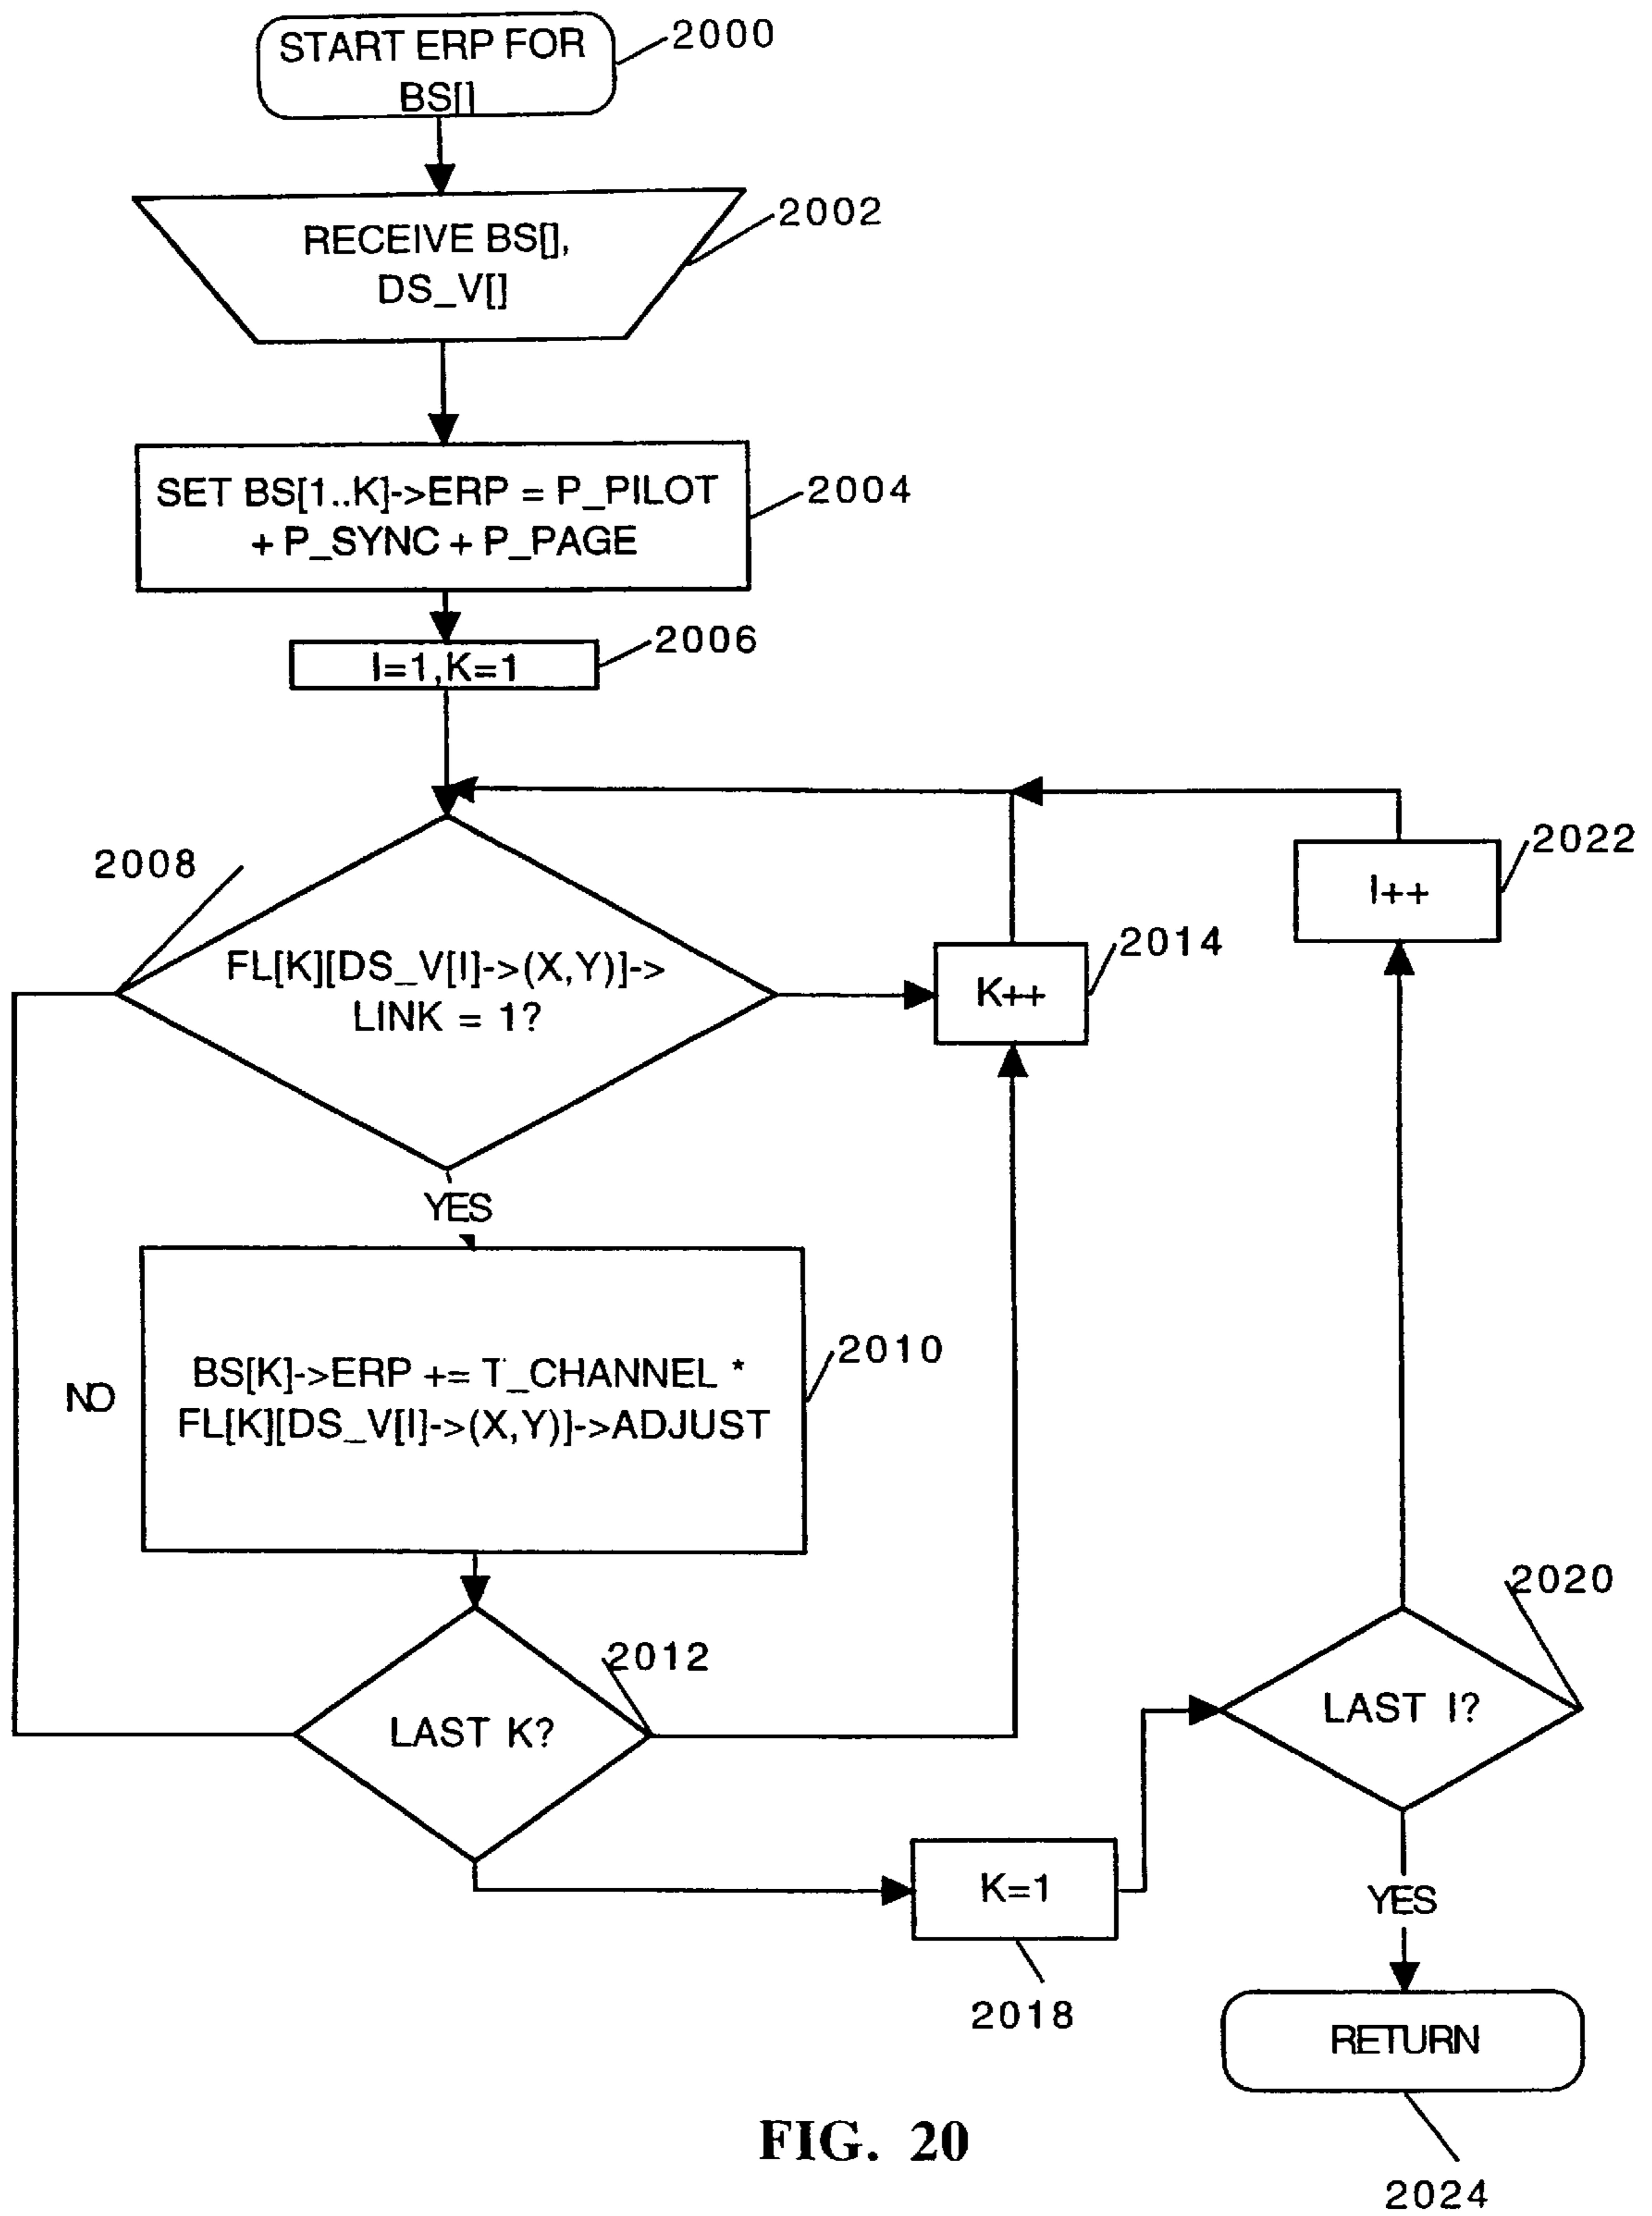 START ERP FOR
BS[]
2000
RECEIVE BS[],
DS_V[]
2002
SET BS[1..K]->ERP = P_PILOT
+ P_SYNC + P_PAGE
2004
I=1,K=1
2006
2008
FL[K][DS_V[I]->(X,Y)]->
LINK = 1?
K++
2014
I++
2022
YES
NO
BS[K]->ERP += T_CHANNEL *
FL[K][DS_V[I]->(X,Y)]->ADJUST
2010
LAST K?
2012
LAST I?
2020
K=1
2018
YES
RETURN
2024
FIG. 20